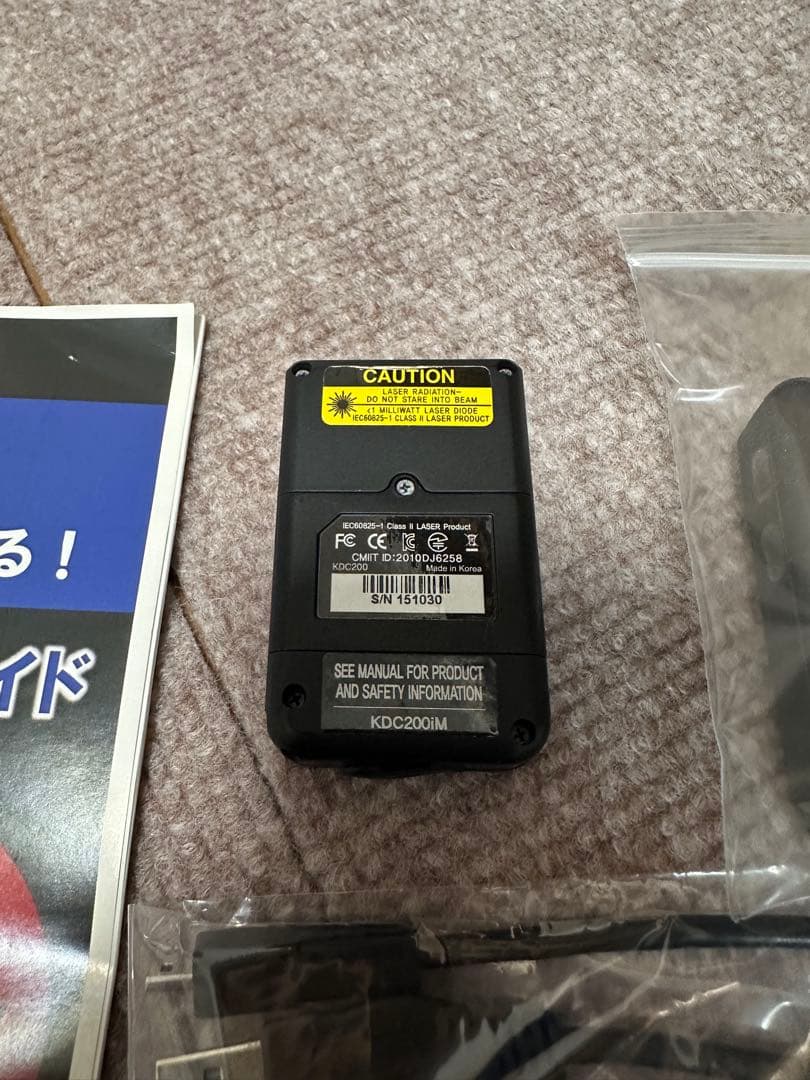 CAUTION
LASER RADIATION-
DO NOT STARE INTO BEAM
<1 MILLIWATT LASER DIODE
IEC60825-1 CLASS II LASER PRODUCT
IEC60825-1 Class II LASER Product
FC CE
CMIIT ID:2010DJ6258
KDC200 Made in Korea
S/N 151030
SEE MANUAL FOR PRODUCT
AND SAFETY INFORMATION
KDC200iM
る!
イド